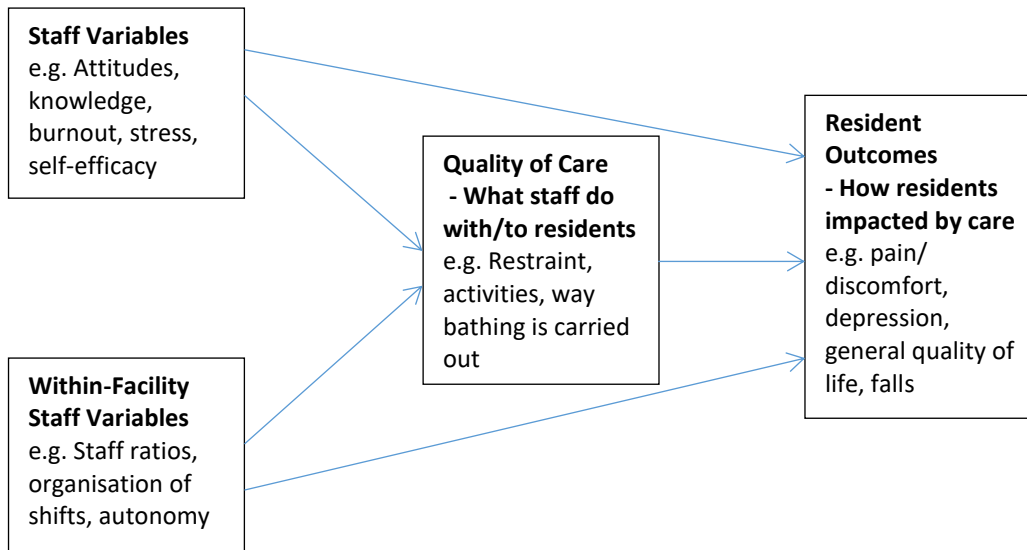 Staff Variables
e.g. Attitudes,
knowledge,
burnout, stress,
self-efficacy
Quality of Care
- What staff do
with/to residents
e.g. Restraint,
activities, way
bathing is carried
out
Resident
Outcomes
- How residents
impacted by care
e.g. pain/
discomfort,
depression,
general quality of
life, falls
Within-Facility
Staff Variables
e.g. Staff ratios,
organisation of
shifts, autonomy